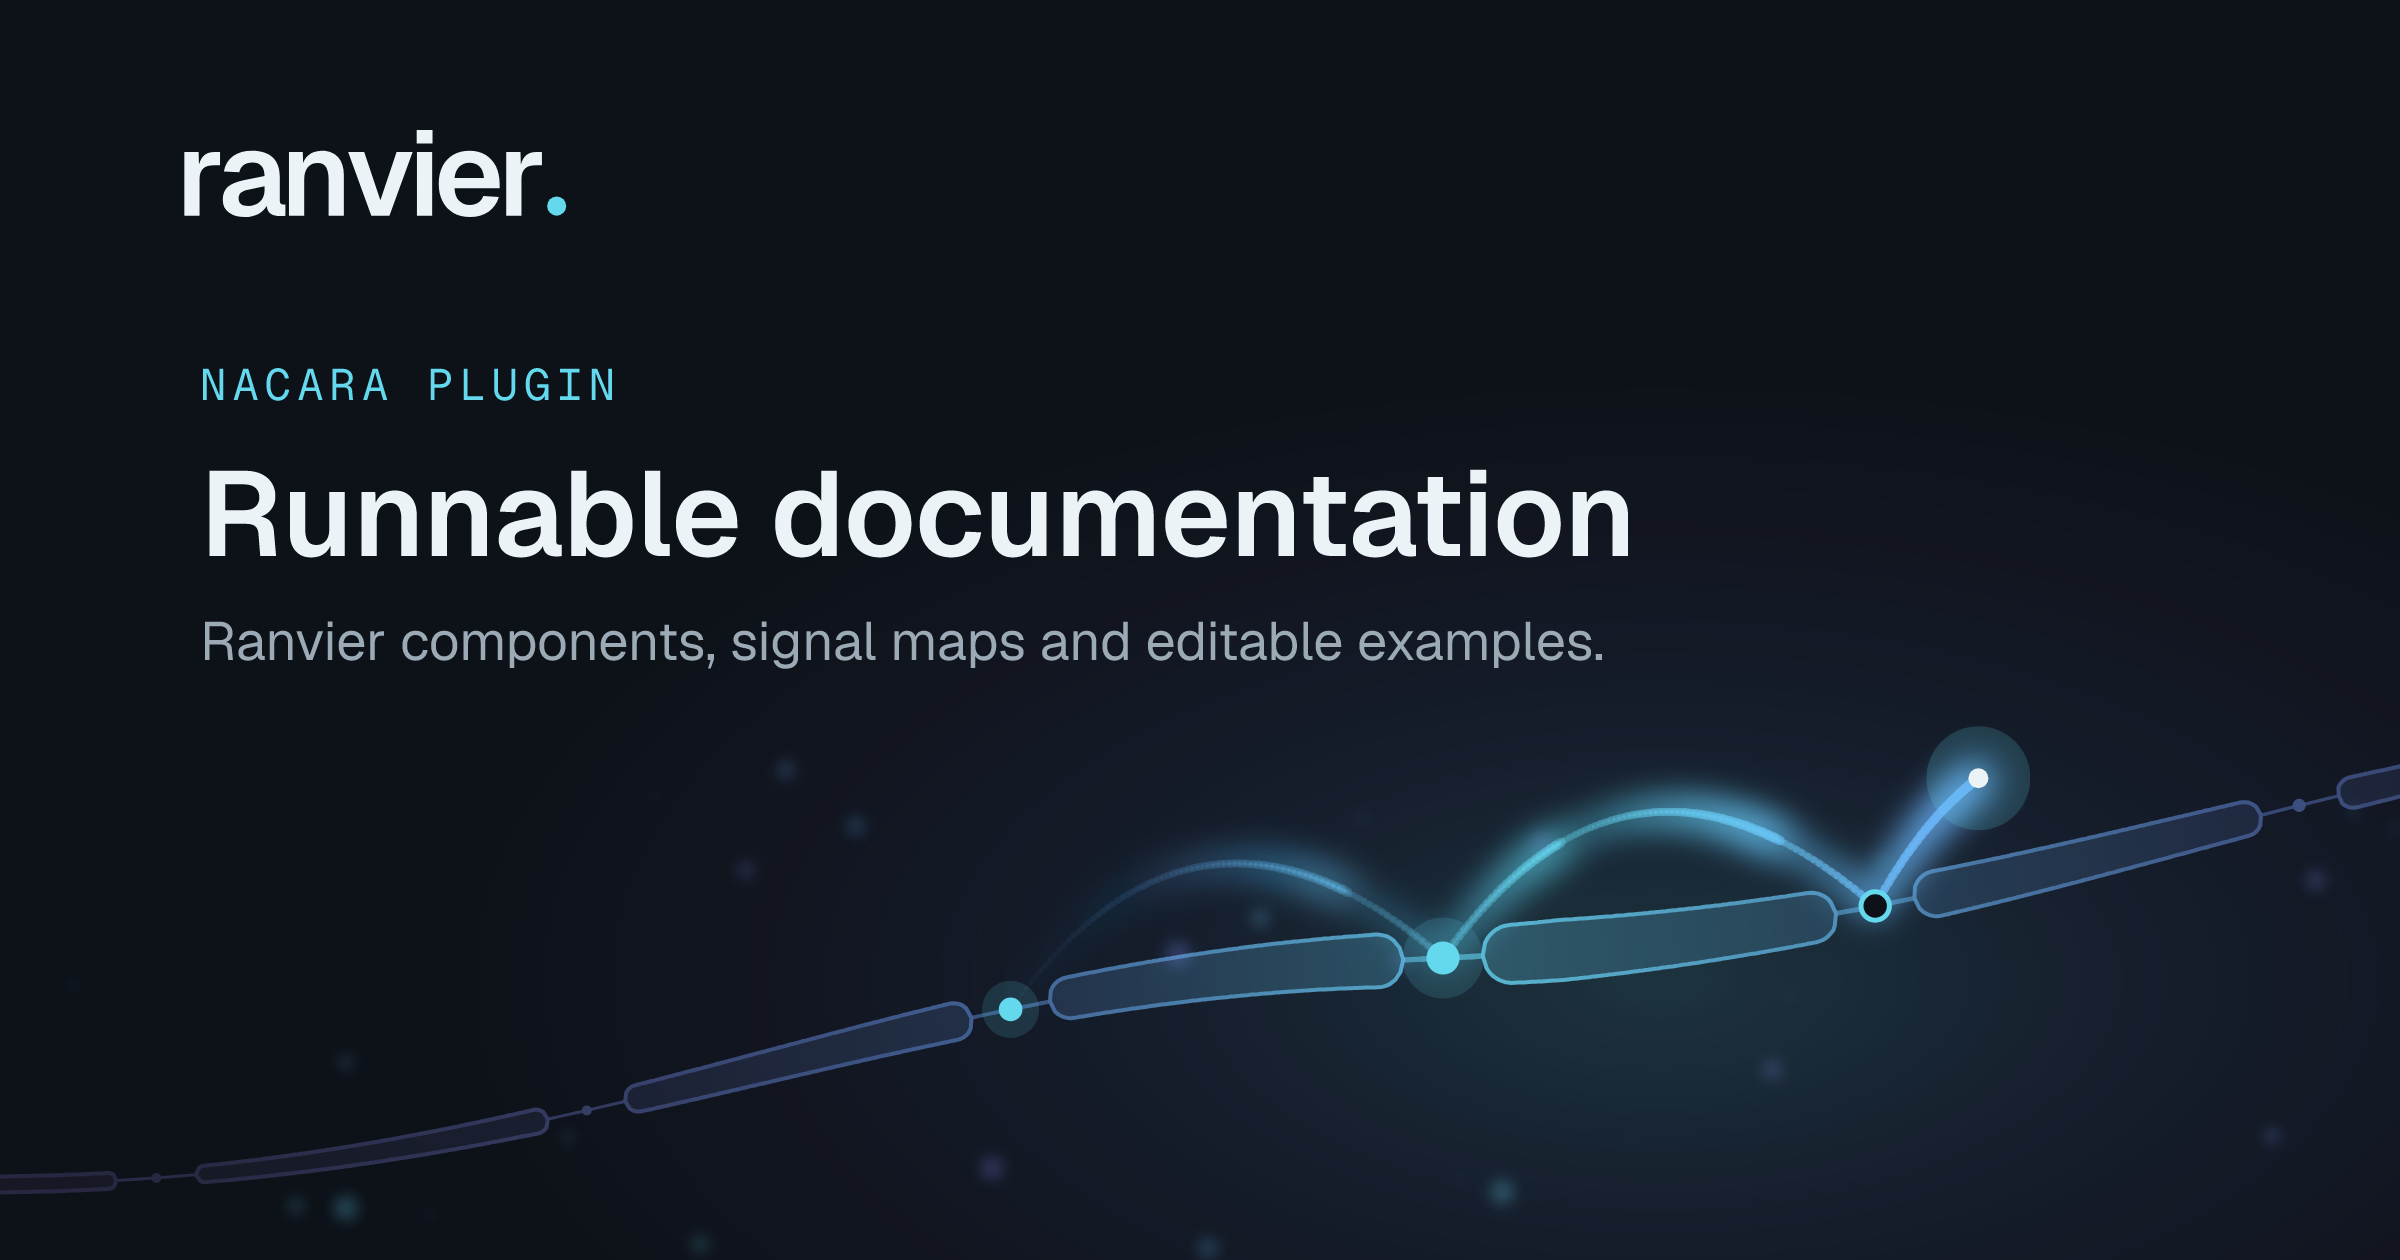 ranvier.
NACARA PLUGIN
Runnable documentation
Ranvier components, signal maps and editable examples.